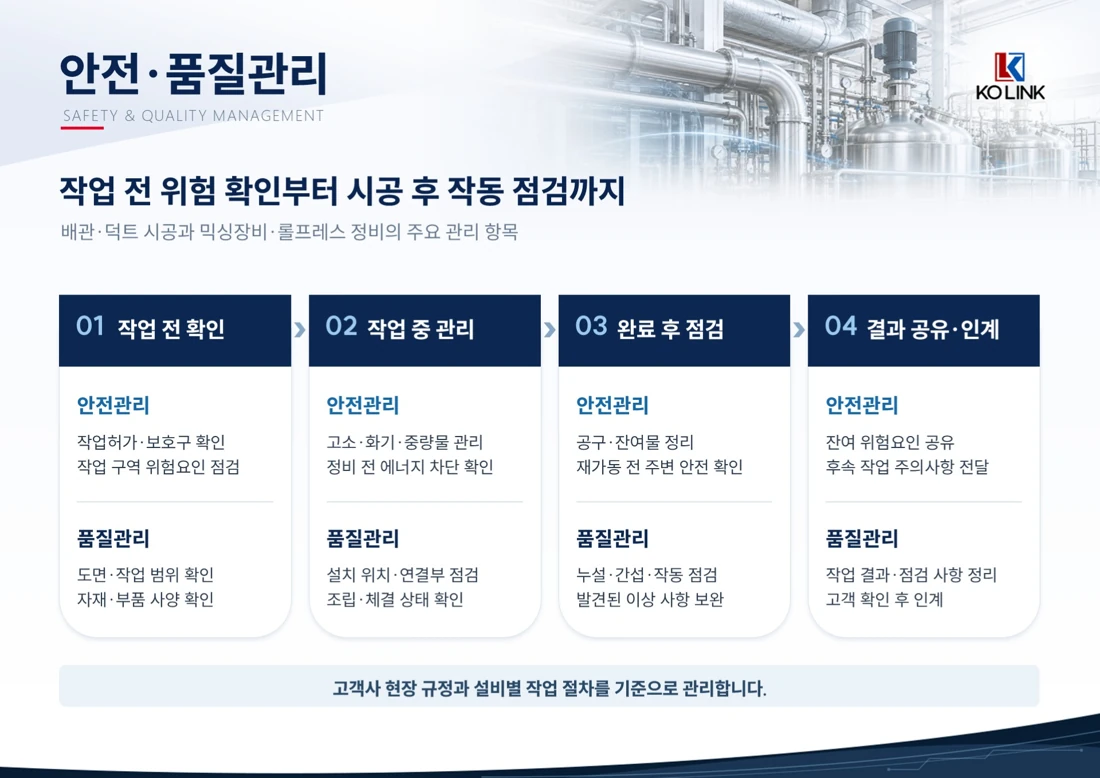 안전·품질관리
SAFETY & QUALITY MANAGEMENT
KO LINK
작업 전 위험 확인부터 시공 후 작동 점검까지
배관·덕트 시공과 믹싱장비·롤프레스 정비의 주요 관리 항목
01 작업 전 확인
안전관리
작업허가·보호구 확인
작업 구역 위험요인 점검
품질관리
도면·작업 범위 확인
자재·부품 사양 확인
02 작업 중 관리
안전관리
고소·화기·중량물 관리
정비 전 에너지 차단 확인
품질관리
설치 위치·연결부 점검
조립·체결 상태 확인
03 완료 후 점검
안전관리
공구·잔여물 정리
재가동 전 주변 안전 확인
품질관리
누설·간섭·작동 점검
발견된 이상 사항 보완
04 결과 공유·인계
안전관리
잔여 위험요인 공유
후속 작업 주의사항 전달
품질관리
작업 결과·점검 사항 정리
고객 확인 후 인계
고객사 현장 규정과 설비별 작업 절차를 기준으로 관리합니다.